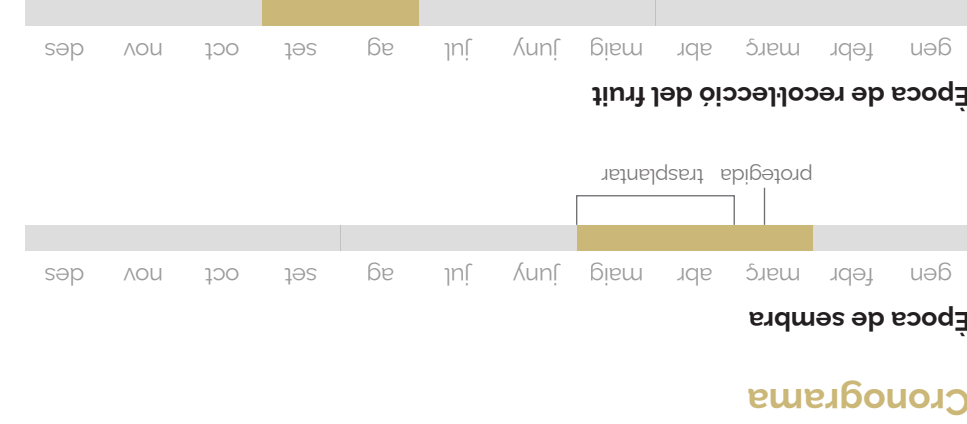 Cronograma
Època de sembra
gen febr març abr maig juny jul ag set oct nov des
protegida trasplantar
Època de recol·lecció del fruit
gen febr març abr maig juny jul ag set oct nov des